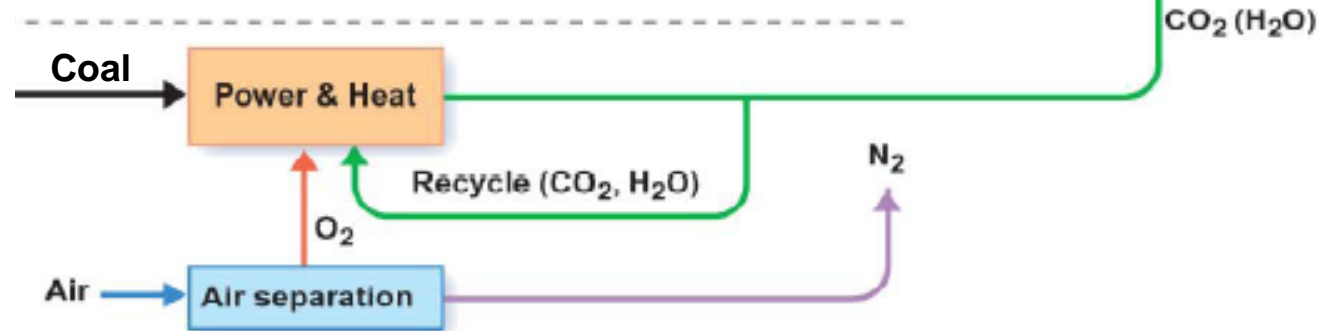 CO₂ (H₂O)
Coal
Power & Heat
N₂
Recycle (CO₂, H₂O)
O₂
Air
Air separation